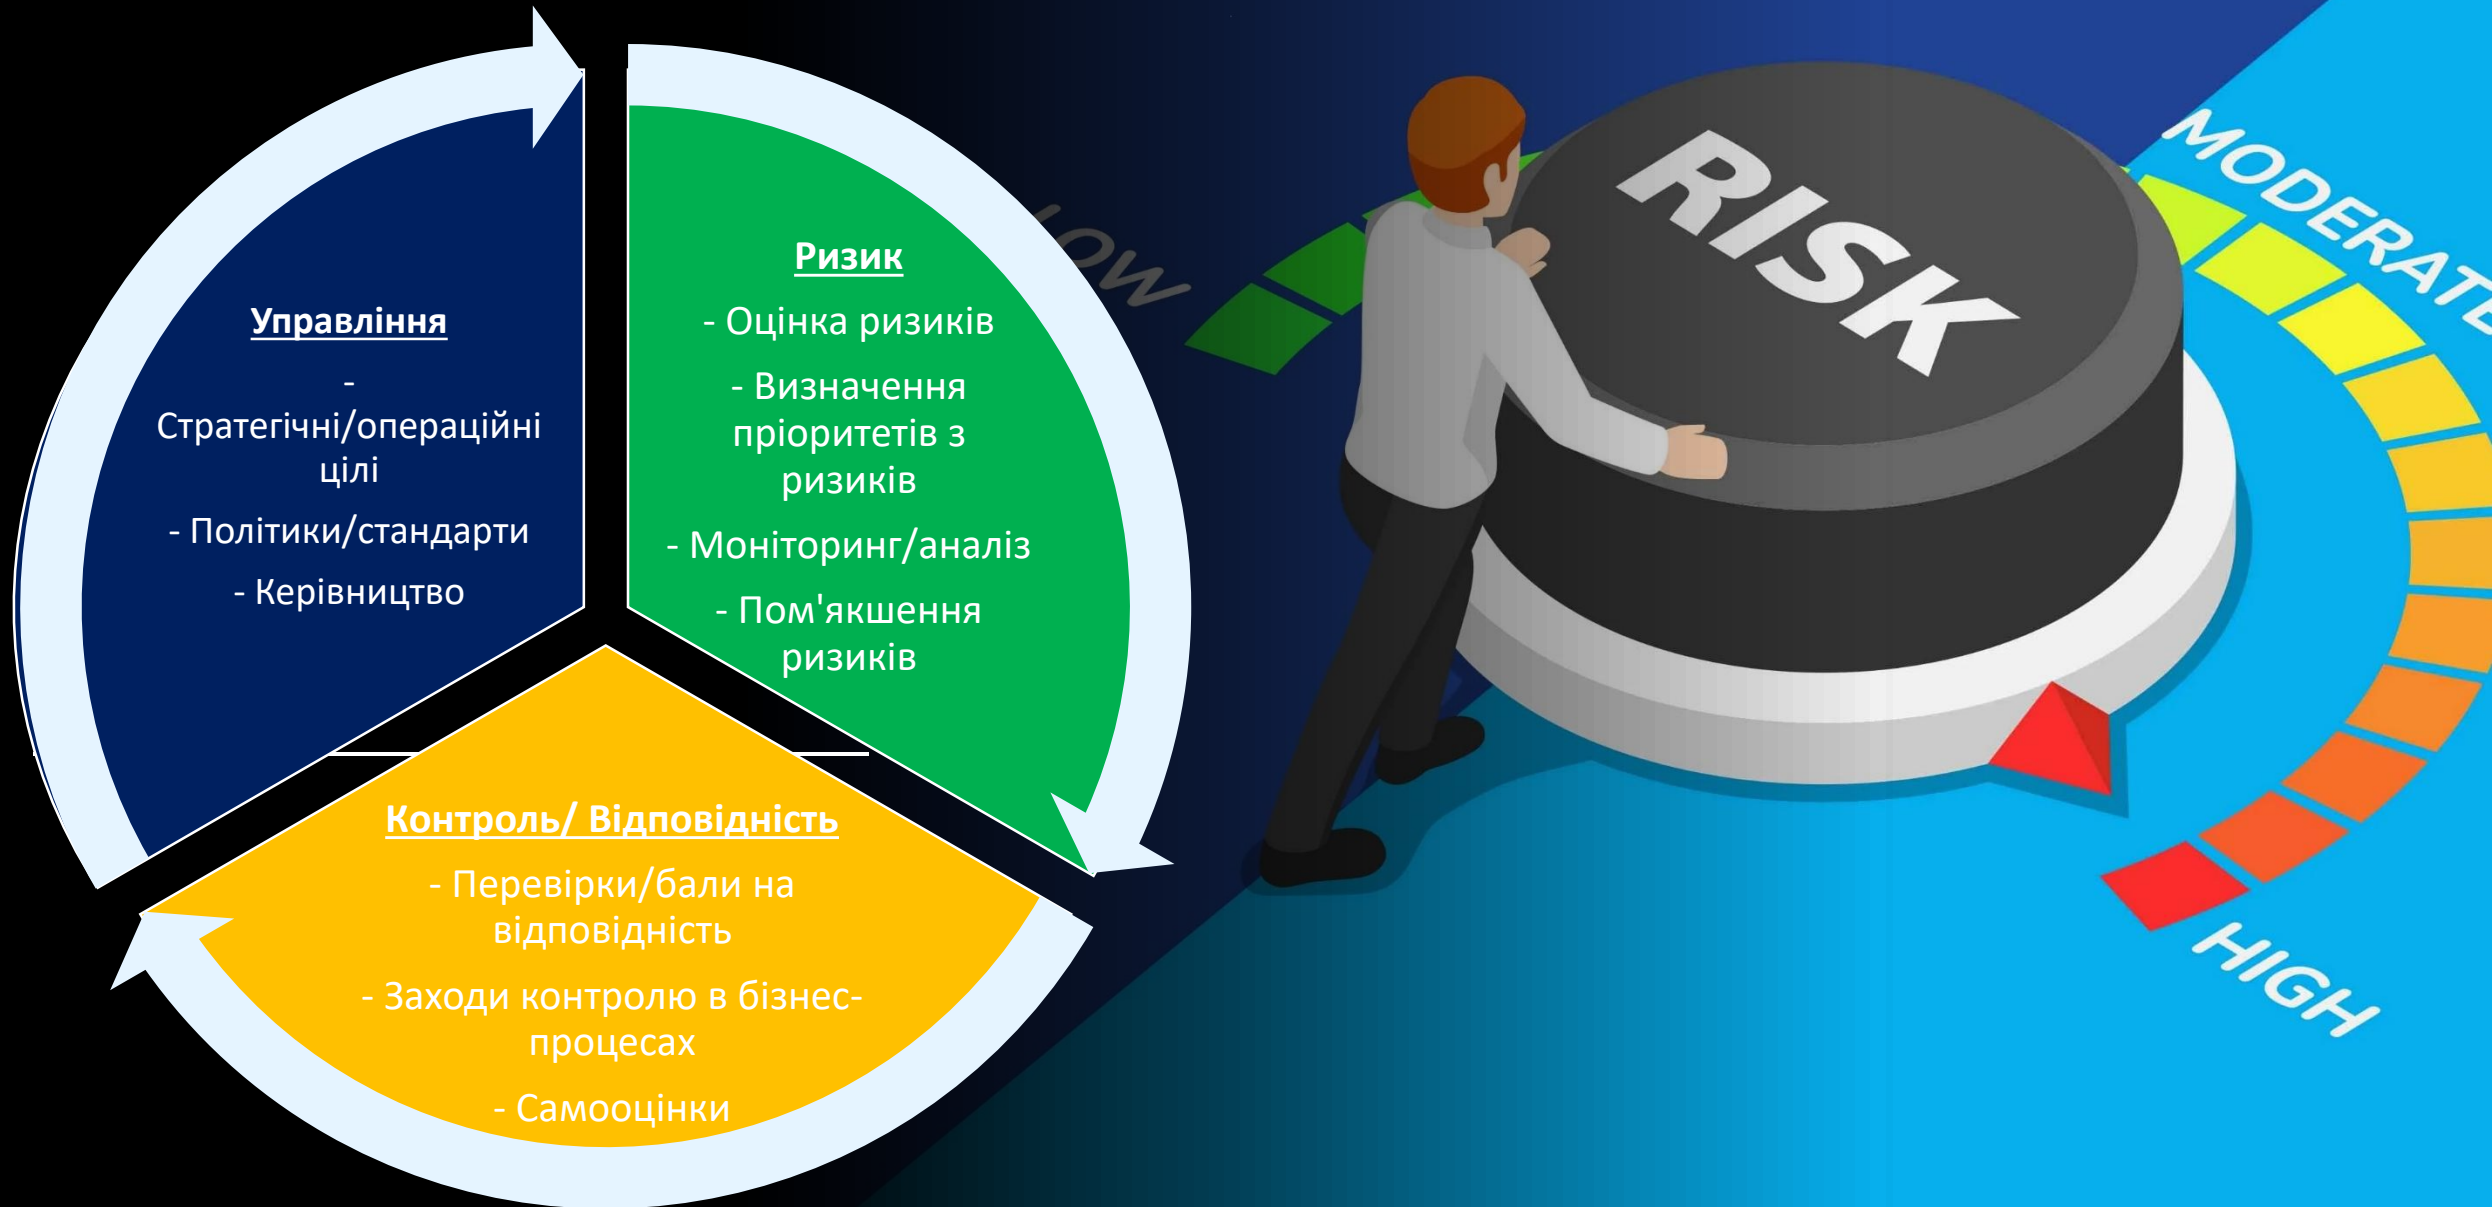 Управління
-
Стратегічні/операційні
цілі
- Політики/стандарти
- Керівництво
Ризик
- Оцінка ризиків
- Визначення
пріоритетів з
ризиків
- Моніторинг/аналіз
- Пом'якшення
ризиків
Контроль/ Відповідність
- Перевірки/бали на
відповідність
- Заходи контролю в бізнес-
процесах
- Самооцінки
LOW
RISK
MODERATE
HIGH